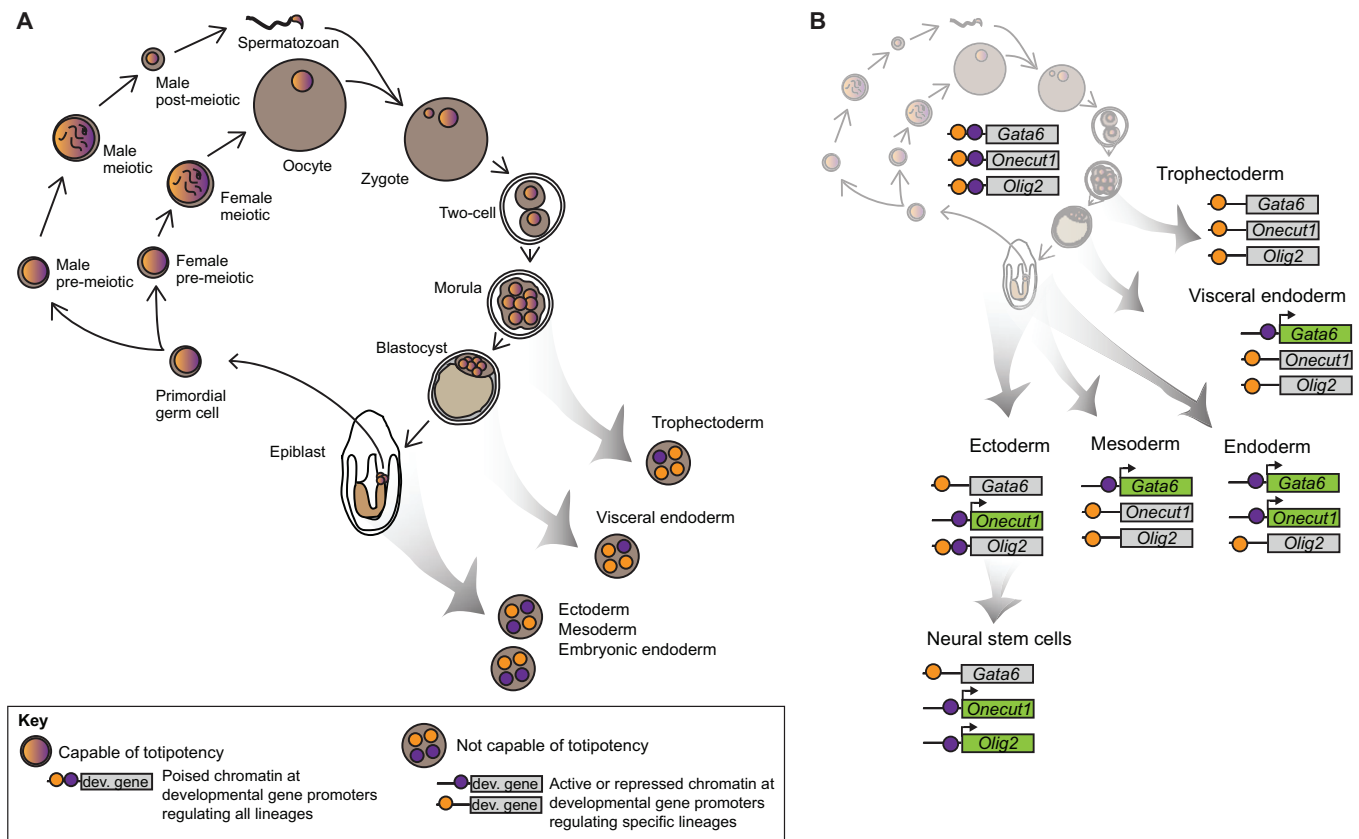 A
Spermatozoan
Male
post-meiotic
Oocyte
Zygote
Male
meiotic
Female
meiotic
Two-cell
Male
pre-meiotic
Female
pre-meiotic
Morula
Blastocyst
Primordial
germ cell
Epiblast
Trophectoderm
Visceral endoderm
Ectoderm
Mesoderm
Embryonic endoderm
Key
Capable of totipotency
dev. gene
Poised chromatin at
developmental gene promoters
regulating all lineages
Not capable of totipotency
dev. gene
dev. gene
Active or repressed chromatin at
developmental gene promoters
regulating specific lineages
B
Gata6
Onecut1
Olig2
Trophectoderm
Gata6
Onecut1
Olig2
Visceral endoderm
Gata6
Onecut1
Olig2
Ectoderm
Gata6
Onecut1
Olig2
Mesoderm
Gata6
Onecut1
Olig2
Endoderm
Gata6
Onecut1
Olig2
Neural stem cells
Gata6
Onecut1
Olig2